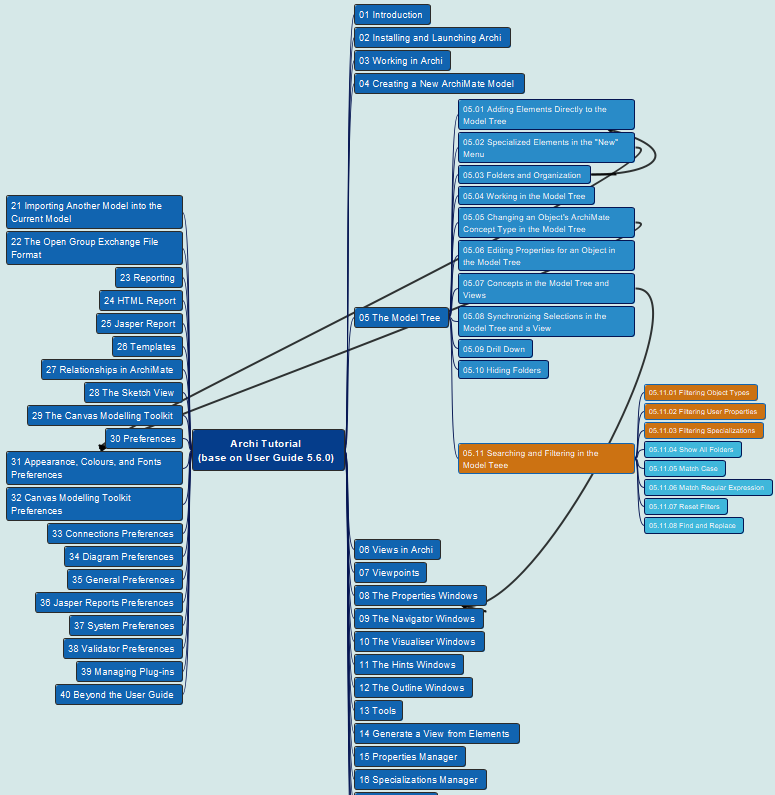 01 Introduction
02 Installing and Launching Archi
03 Working in Archi
04 Creating a New ArchiMate Model
05 The Model Tree
05.01 Adding Elements Directly to the
Model Tree
05.02 Specialized Elements in the "New"
Menu
05.03 Folders and Organization
05.04 Working in the Model Tree
05.05 Changing an Object's ArchiMate
Concept Type in the Model Tree
05.06 Editing Properties for an Object in
the Model Tree
05.07 Concepts in the Model Tree and
Views
05.08 Synchronizing Selections in the
Model Tree and a View
05.09 Drill Down
05.10 Hiding Folders
05.11 Searching and Filtering in the
Model Teee
05.11.01 Filtering Object Types
05.11.02 Filtering User Properties
05.11.03 Filtering Specializations
05.11.04 Show All Folders
05.11.05 Match Case
05.11.06 Match Regular Expression
05.11.07 Reset Filters
05.11.08 Find and Replace
06 Views in Archi
07 Viewpoints
08 The Properties Windows
09 The Navigator Windows
10 The Visualiser Windows
11 The Hints Windows
12 The Outline Windows
13 Tools
14 Generate a View from Elements
15 Properties Manager
16 Specializations Manager
Archi Tutorial
(base on User Guide 5.6.0)
21 Importing Another Model into the
Current Model
22 The Open Group Exchange File
Format
23 Reporting
24 HTML Report
25 Jasper Report
26 Templates
27 Relationships in ArchiMate
28 The Sketch View
29 The Canvas Modelling Toolkit
30 Preferences
31 Appearance, Colours, and Fonts
Preferences
32 Canvas Modelling Toolkit
Preferences
33 Connections Preferences
34 Diagram Preferences
35 General Preferences
36 Jasper Reports Preferences
37 System Preferences
38 Validator Preferences
39 Managing Plug-ins
40 Beyond the User Guide